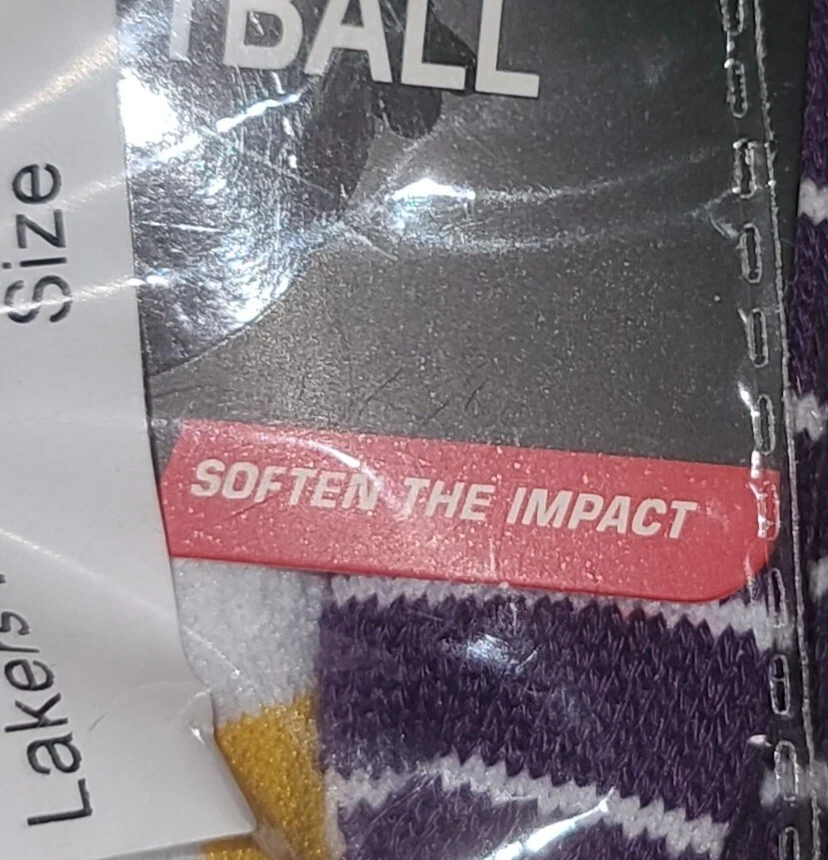 BALL
Size
SOFTEN THE IMPACT
Lakers